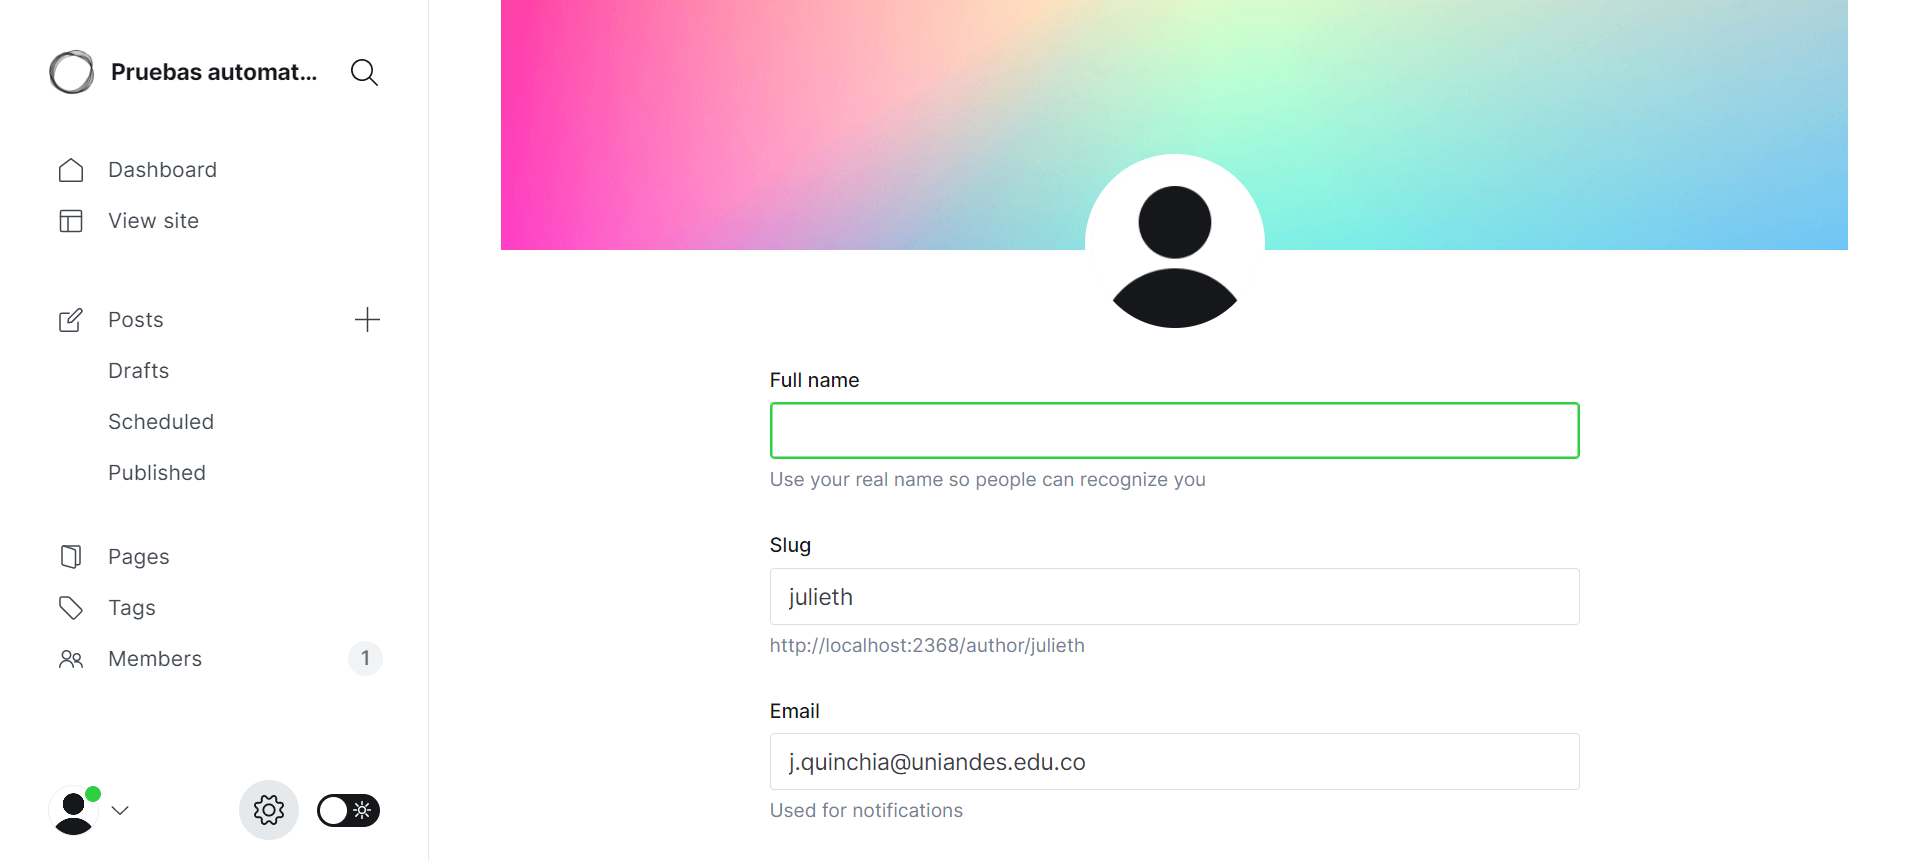 Pruebas automat...
Dashboard
View site
Posts
Drafts
Scheduled
Published
Pages
Tags
Members
1
Full name
Use your real name so people can recognize you
Slug
julieth
http://localhost:2368/author/julieth
Email
j.quinchia@uniandes.edu.co
Used for notifications